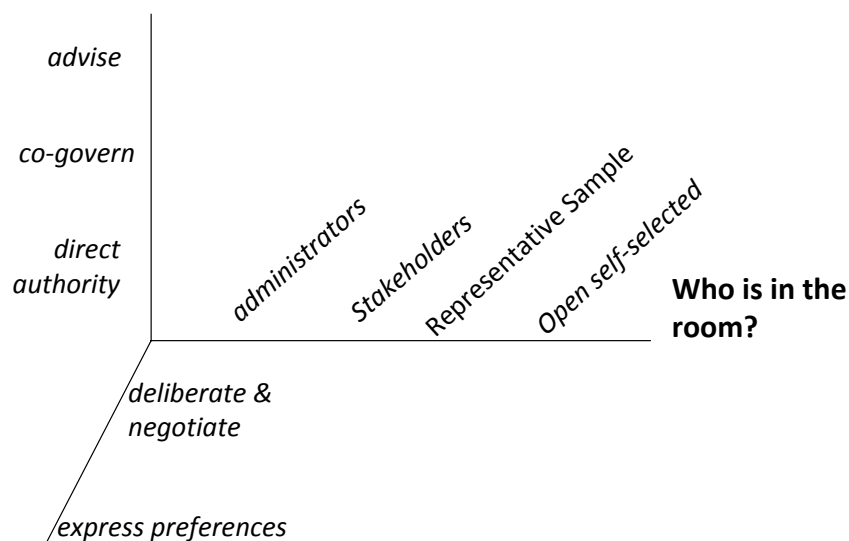 advise
co-govern
direct
authority
administrators
Stakeholders
Representative Sample
Open self-selected
Who is in the
room?
deliberate &
negotiate
express preferences